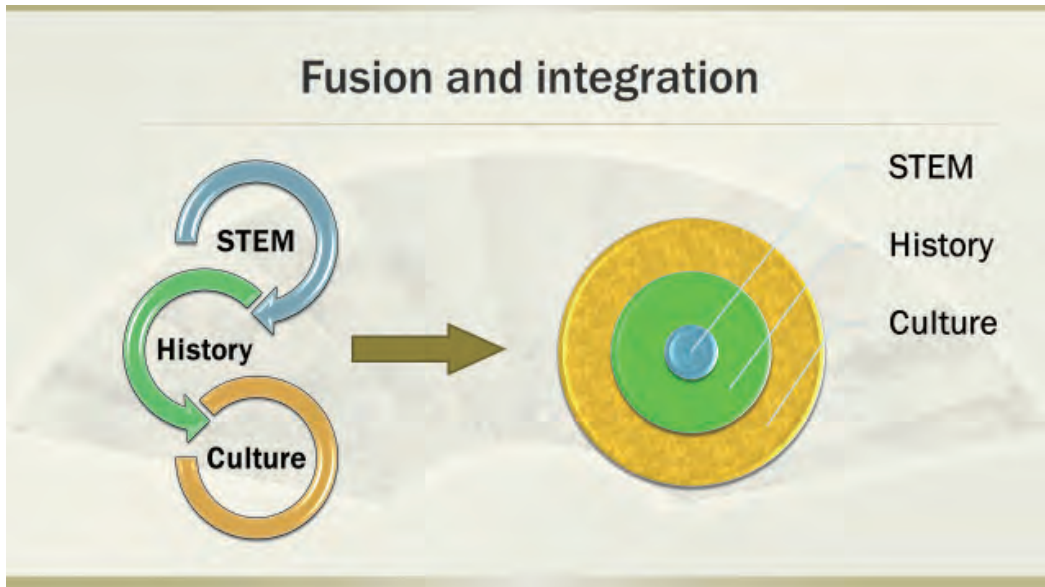 Fusion and integration
STEM
History
Culture
STEM
History
Culture